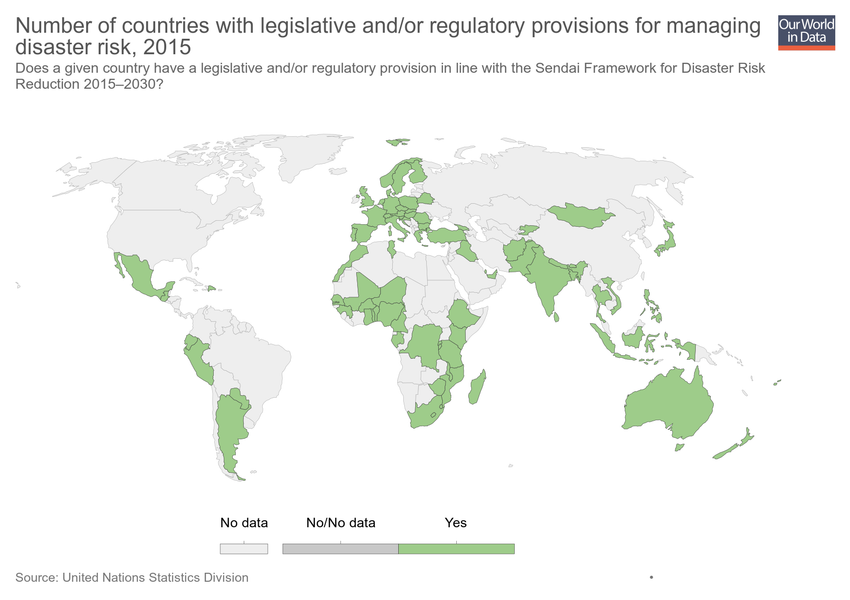 Number of countries with legislative and/or regulatory provisions for managing
disaster risk, 2015
Our World
in Data
Does a given country have a legislative and/or regulatory provision in line with the Sendai Framework for Disaster Risk
Reduction 2015–2030?
No data
No/No data
Yes
Source: United Nations Statistics Division